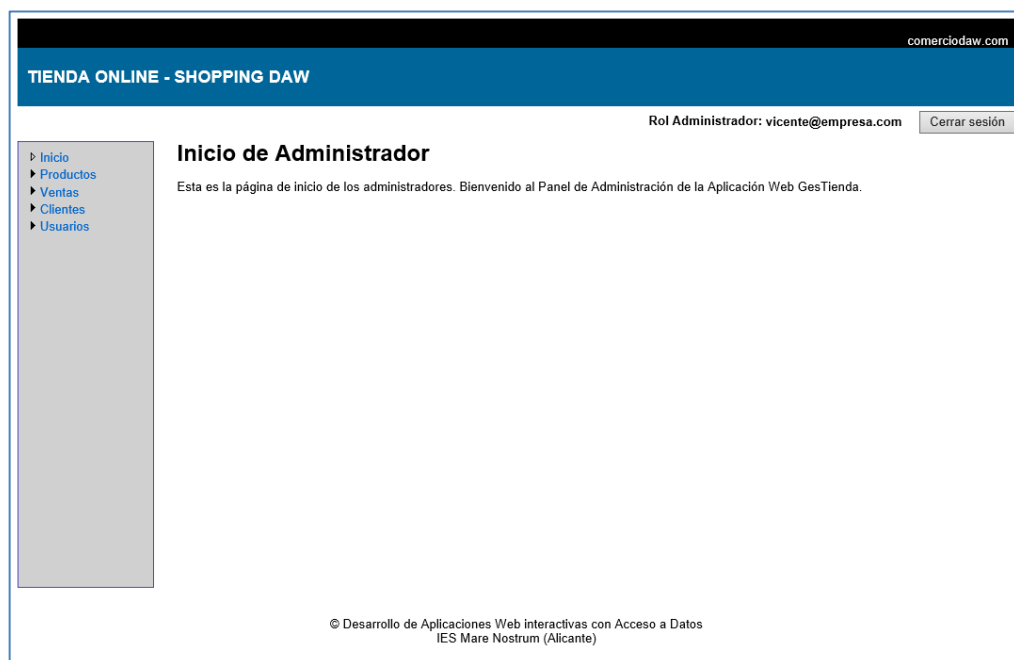 comerciodaw.com
TIENDA ONLINE - SHOPPING DAW
Rol Administrador: vicente@empresa.com Cerrar sesión
Inicio
Productos
Ventas
Clientes
Usuarios
Inicio de Administrador
Esta es la página de inicio de los administradores. Bienvenido al Panel de Administración de la Aplicación Web GesTienda.
© Desarrollo de Aplicaciones Web interactivas con Acceso a Datos
IES Mare Nostrum (Alicante)